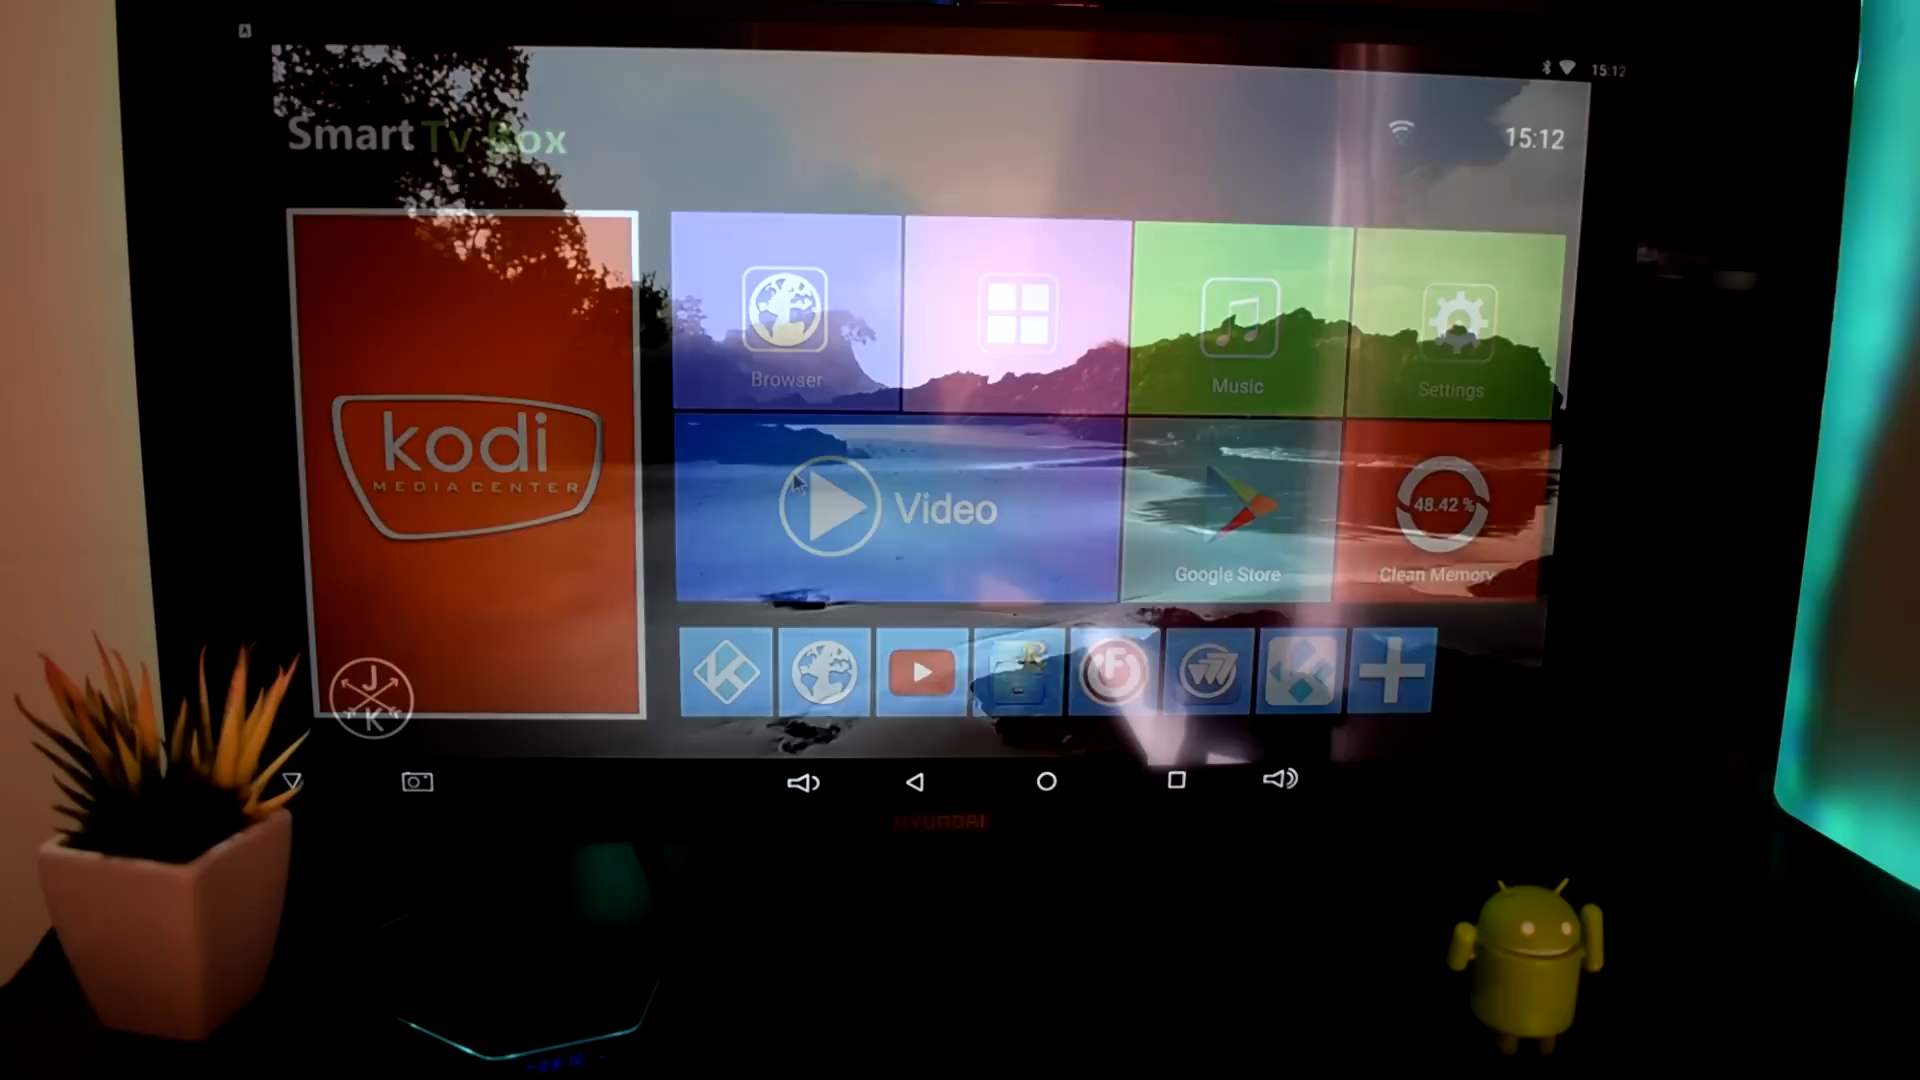 15:12
Smart Tv Box
15:12
Browser
Music
Settings
kodi
MEDIA CENTER
Video
48.42 %
Google Store
Clean Memory
R
F
J
K
HYUNDAI